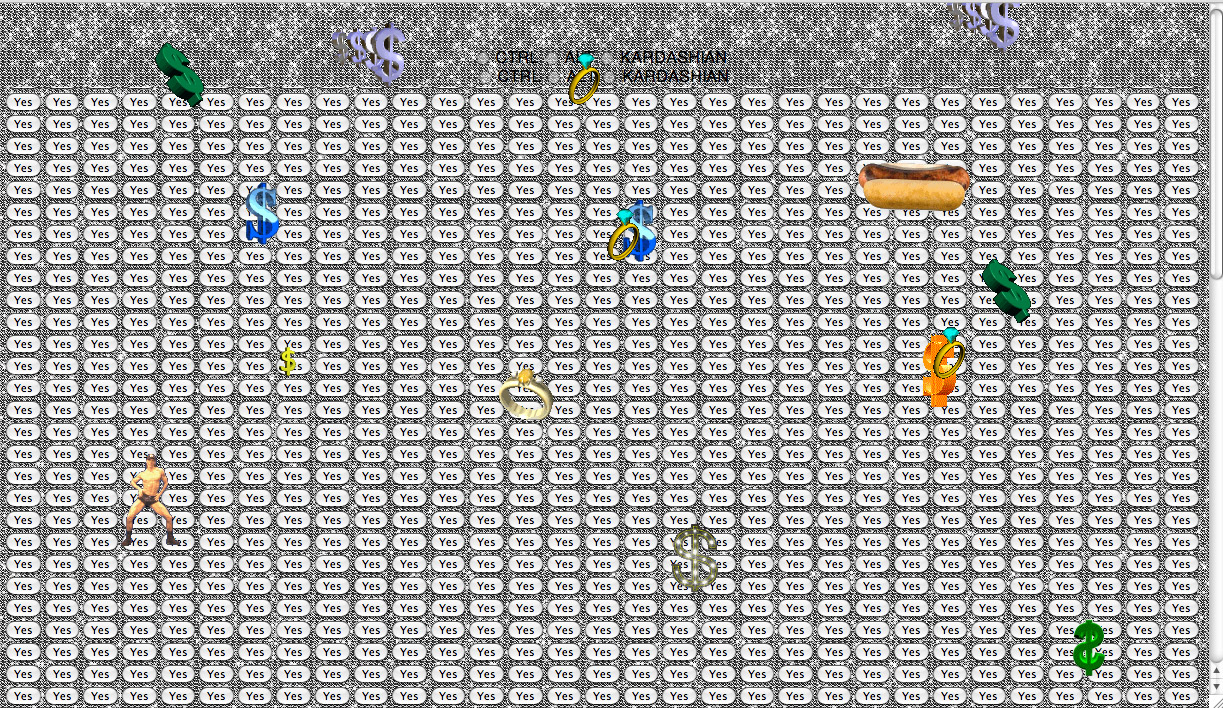 CTRL KARDASHIAN
CTRL KARDASHIAN
Yes Yes Yes Yes Yes Yes Yes Yes Yes Yes Yes Yes Yes Yes Yes Yes Yes Yes Yes Yes Yes Yes Yes Yes Yes Yes Yes Yes Yes Yes Yes
Yes Yes Yes Yes Yes Yes Yes Yes Yes Yes Yes Yes Yes Yes Yes Yes Yes Yes Yes Yes Yes Yes Yes Yes Yes Yes Yes Yes Yes Yes Yes
Yes Yes Yes Yes Yes Yes Yes Yes Yes Yes Yes Yes Yes Yes Yes Yes Yes Yes Yes Yes Yes Yes Yes Yes Yes Yes Yes Yes Yes Yes Yes
Yes Yes Yes Yes Yes Yes Yes Yes Yes Yes Yes Yes Yes Yes Yes Yes Yes Yes Yes Yes Yes Yes Yes Yes Yes Yes Yes Yes
Yes Yes Yes Yes Yes Yes Yes Yes Yes Yes Yes Yes Yes Yes Yes Yes Yes Yes Yes Yes Yes Yes Yes Yes Yes Yes Yes
Yes Yes Yes Yes Yes Yes Yes Yes Yes Yes Yes Yes Yes Yes Yes Yes Yes Yes Yes Yes Yes Yes Yes Yes Yes Yes Yes Yes Yes
Yes Yes Yes Yes Yes Yes Yes Yes Yes Yes Yes Yes Yes Yes Yes Yes Yes Yes Yes Yes Yes Yes Yes Yes Yes Yes Yes Yes Yes
Yes Yes Yes Yes Yes Yes Yes Yes Yes Yes Yes Yes Yes Yes Yes Yes Yes Yes Yes Yes Yes Yes Yes Yes Yes Yes Yes Yes Yes Yes Yes
Yes Yes Yes Yes Yes Yes Yes Yes Yes Yes Yes Yes Yes Yes Yes Yes Yes Yes Yes Yes Yes Yes Yes Yes Yes Yes Yes Yes Yes Yes
Yes Yes Yes Yes Yes Yes Yes Yes Yes Yes Yes Yes Yes Yes Yes Yes Yes Yes Yes Yes Yes Yes Yes Yes Yes Yes Yes Yes Yes Yes
Yes Yes Yes Yes Yes Yes Yes Yes Yes Yes Yes Yes Yes Yes Yes Yes Yes Yes Yes Yes Yes Yes Yes Yes Yes Yes Yes Yes Yes Yes Yes
Yes Yes Yes Yes Yes Yes Yes Yes Yes Yes Yes Yes Yes Yes Yes Yes Yes Yes Yes Yes Yes Yes Yes Yes Yes Yes Yes Yes Yes Yes
Yes Yes Yes Yes Yes Yes Yes Yes Yes Yes Yes Yes Yes Yes Yes Yes Yes Yes Yes Yes Yes Yes Yes Yes Yes Yes Yes Yes Yes
Yes Yes Yes Yes Yes Yes Yes Yes Yes Yes Yes Yes Yes Yes Yes Yes Yes Yes Yes Yes Yes Yes Yes Yes Yes Yes Yes Yes Yes
Yes Yes Yes Yes Yes Yes Yes Yes Yes Yes Yes Yes Yes Yes Yes Yes Yes Yes Yes Yes Yes Yes Yes Yes Yes Yes Yes Yes Yes Yes
Yes Yes Yes Yes Yes Yes Yes Yes Yes Yes Yes Yes Yes Yes Yes Yes Yes Yes Yes Yes Yes Yes Yes Yes Yes Yes Yes Yes Yes Yes Yes
Yes Yes Yes Yes Yes Yes Yes Yes Yes Yes Yes Yes Yes Yes Yes Yes Yes Yes Yes Yes Yes Yes Yes Yes Yes Yes Yes Yes Yes Yes Yes
Yes Yes Yes Yes Yes Yes Yes Yes Yes Yes Yes Yes Yes Yes Yes Yes Yes Yes Yes Yes Yes Yes Yes Yes Yes Yes Yes Yes Yes Yes
Yes Yes Yes Yes Yes Yes Yes Yes Yes Yes Yes Yes Yes Yes Yes Yes Yes Yes Yes Yes Yes Yes Yes Yes Yes Yes Yes Yes Yes Yes
Yes Yes Yes Yes Yes Yes Yes Yes Yes Yes Yes Yes Yes Yes Yes Yes Yes Yes Yes Yes Yes Yes Yes Yes Yes Yes Yes Yes Yes Yes Yes
Yes Yes Yes Yes Yes Yes Yes Yes Yes Yes Yes Yes Yes Yes Yes Yes Yes Yes Yes Yes Yes Yes Yes Yes Yes Yes Yes Yes Yes Yes
Yes Yes Yes Yes Yes Yes Yes Yes Yes Yes Yes Yes Yes Yes Yes Yes Yes Yes Yes Yes Yes Yes Yes Yes Yes Yes Yes Yes Yes Yes
Yes Yes Yes Yes Yes Yes Yes Yes Yes Yes Yes Yes Yes Yes Yes Yes Yes Yes Yes Yes Yes Yes Yes Yes Yes Yes Yes Yes Yes Yes Yes
Yes Yes Yes Yes Yes Yes Yes Yes Yes Yes Yes Yes Yes Yes Yes Yes Yes Yes Yes Yes Yes Yes Yes Yes Yes Yes Yes Yes Yes Yes Yes
Yes Yes Yes Yes Yes Yes Yes Yes Yes Yes Yes Yes Yes Yes Yes Yes Yes Yes Yes Yes Yes Yes Yes Yes Yes Yes Yes Yes Yes Yes
Yes Yes Yes Yes Yes Yes Yes Yes Yes Yes Yes Yes Yes Yes Yes Yes Yes Yes Yes Yes Yes Yes Yes Yes Yes Yes Yes Yes Yes Yes
Yes Yes Yes Yes Yes Yes Yes Yes Yes Yes Yes Yes Yes Yes Yes Yes Yes Yes Yes Yes Yes Yes Yes Yes Yes Yes Yes Yes Yes Yes Yes
Yes Yes Yes Yes Yes Yes Yes Yes Yes Yes Yes Yes Yes Yes Yes Yes Yes Yes Yes Yes Yes Yes Yes Yes Yes Yes Yes Yes Yes Yes Yes